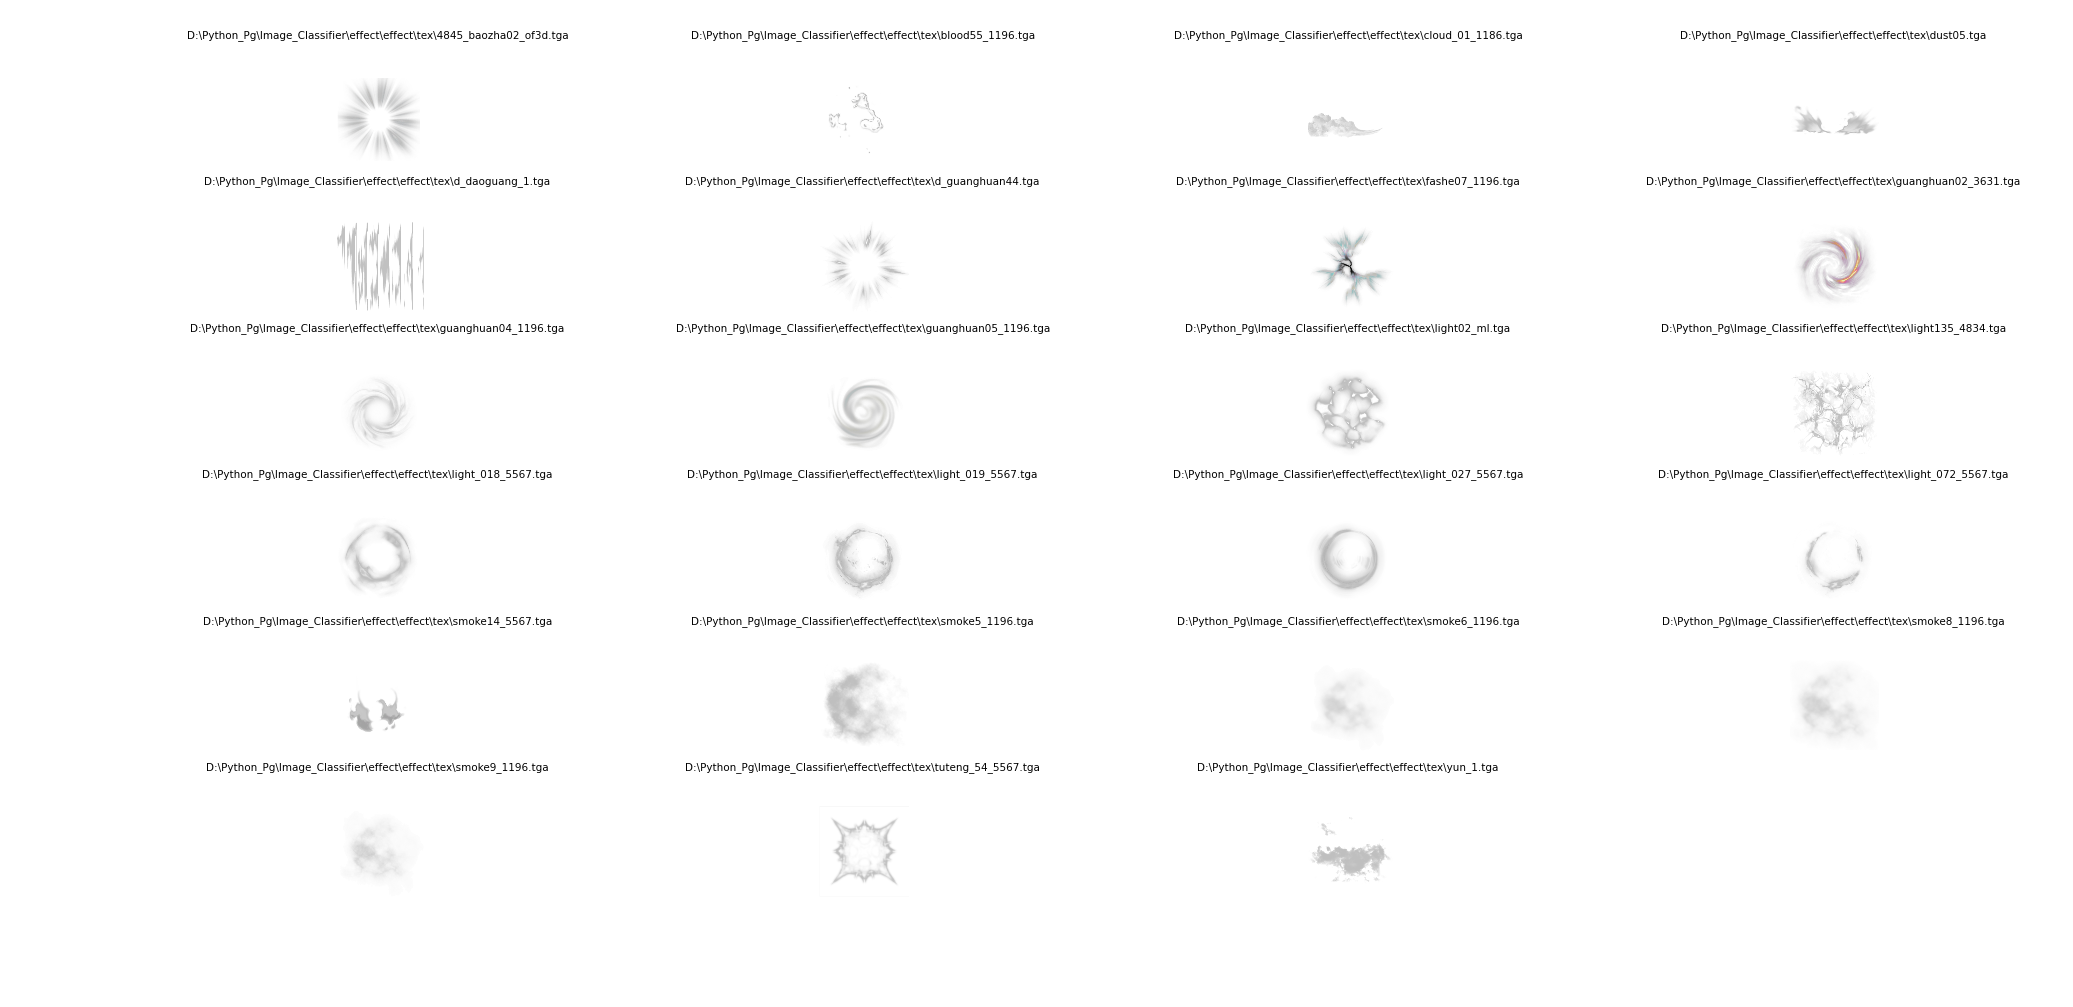 D:\Python_Pg\Image_Classifier\effect\effect\tex\4845_baozha02_of3d.tga
D:\Python_Pg\Image_Classifier\effect\effect\tex\blood55_1196.tga
D:\Python_Pg\Image_Classifier\effect\effect\tex\cloud_01_1186.tga
D:\Python_Pg\Image_Classifier\effect\effect\tex\dust05.tga
D:\Python_Pg\Image_Classifier\effect\effect\tex\d_daoguang_1.tga
D:\Python_Pg\Image_Classifier\effect\effect\tex\d_guanghuan44.tga
D:\Python_Pg\Image_Classifier\effect\effect\tex\fashe07_1196.tga
D:\Python_Pg\Image_Classifier\effect\effect\tex\guanghuan02_3631.tga
D:\Python_Pg\Image_Classifier\effect\effect\tex\guanghuan04_1196.tga
D:\Python_Pg\Image_Classifier\effect\effect\tex\guanghuan05_1196.tga
D:\Python_Pg\Image_Classifier\effect\effect\tex\light02_ml.tga
D:\Python_Pg\Image_Classifier\effect\effect\tex\light135_4834.tga
D:\Python_Pg\Image_Classifier\effect\effect\tex\light_018_5567.tga
D:\Python_Pg\Image_Classifier\effect\effect\tex\light_019_5567.tga
D:\Python_Pg\Image_Classifier\effect\effect\tex\light_027_5567.tga
D:\Python_Pg\Image_Classifier\effect\effect\tex\light_072_5567.tga
D:\Python_Pg\Image_Classifier\effect\effect\tex\smoke14_5567.tga
D:\Python_Pg\Image_Classifier\effect\effect\tex\smoke5_1196.tga
D:\Python_Pg\Image_Classifier\effect\effect\tex\smoke6_1196.tga
D:\Python_Pg\Image_Classifier\effect\effect\tex\smoke8_1196.tga
D:\Python_Pg\Image_Classifier\effect\effect\tex\smoke9_1196.tga
D:\Python_Pg\Image_Classifier\effect\effect\tex\tuteng_54_5567.tga
D:\Python_Pg\Image_Classifier\effect\effect\tex\yun_1.tga